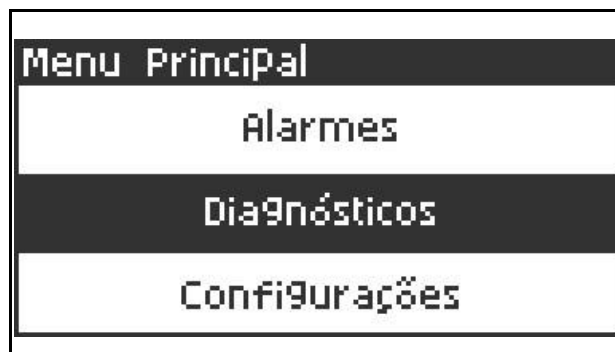 Menu Principal
Alarmes
Diagnósticos
Configurações